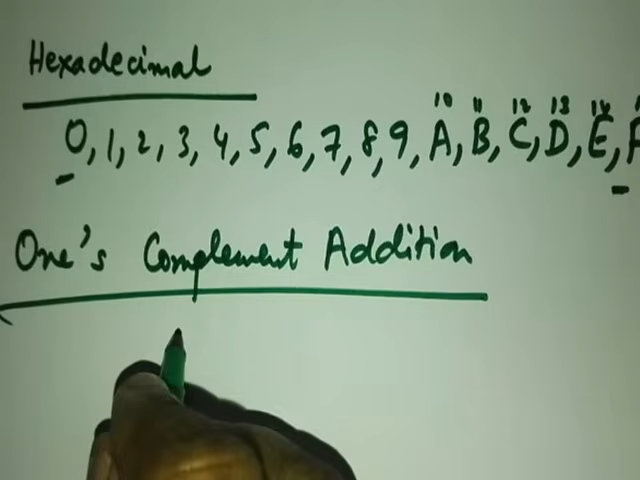 Hexadecimal
10 11 12 13 14
0, 1, 2, 3, 4, 5, 6, 7, 8, 9, A, B, C, D, E, F
One's Complement Addition